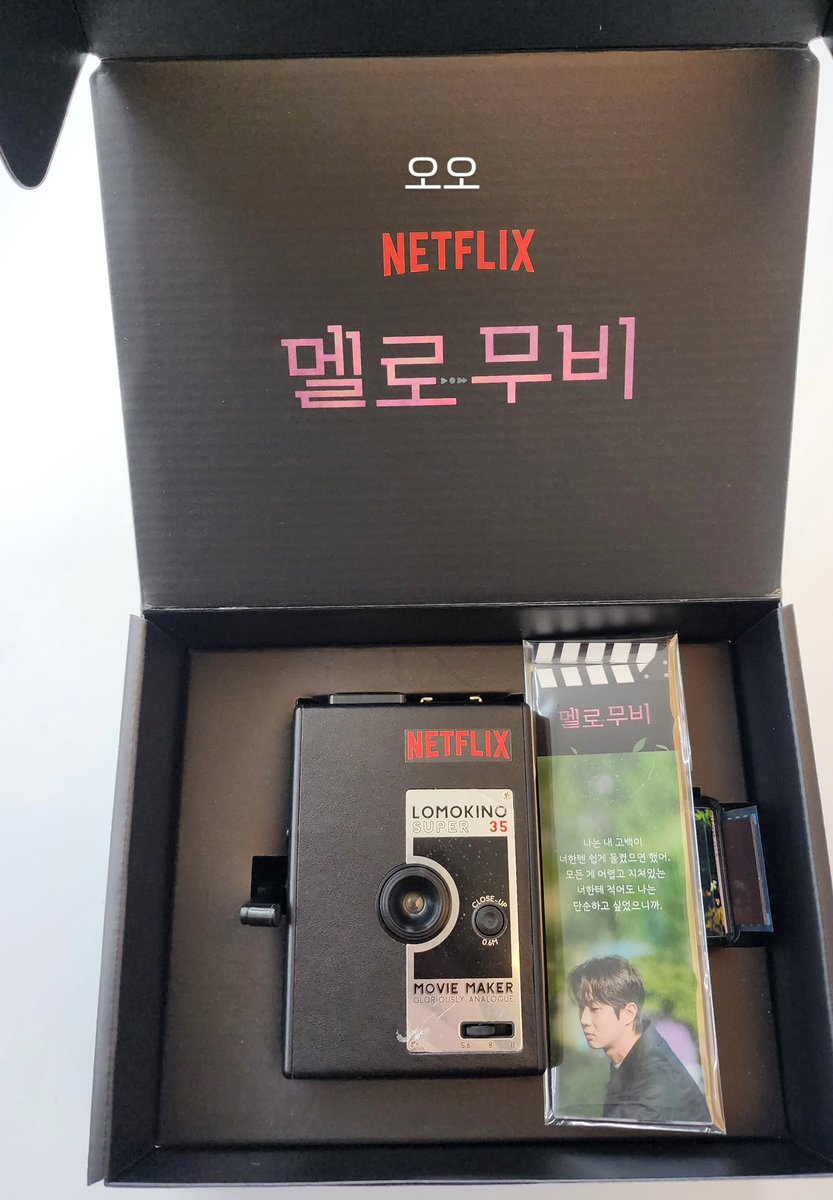 오오
NETFLIX
멜로무비
NETFLIX
LOMOKINO
SUPER 35
CLOSE-UP
0.6M
MOVIE MAKER
GLORIOUSLY ANALOGUE
5.6 8 11
멜로무비
나는 내 고백이
너한텐 쉽게 들렸으면 했어.
모든 게 어렵고 지쳐있는
너한테 적어도 나는
단순하고 싶었으니까.